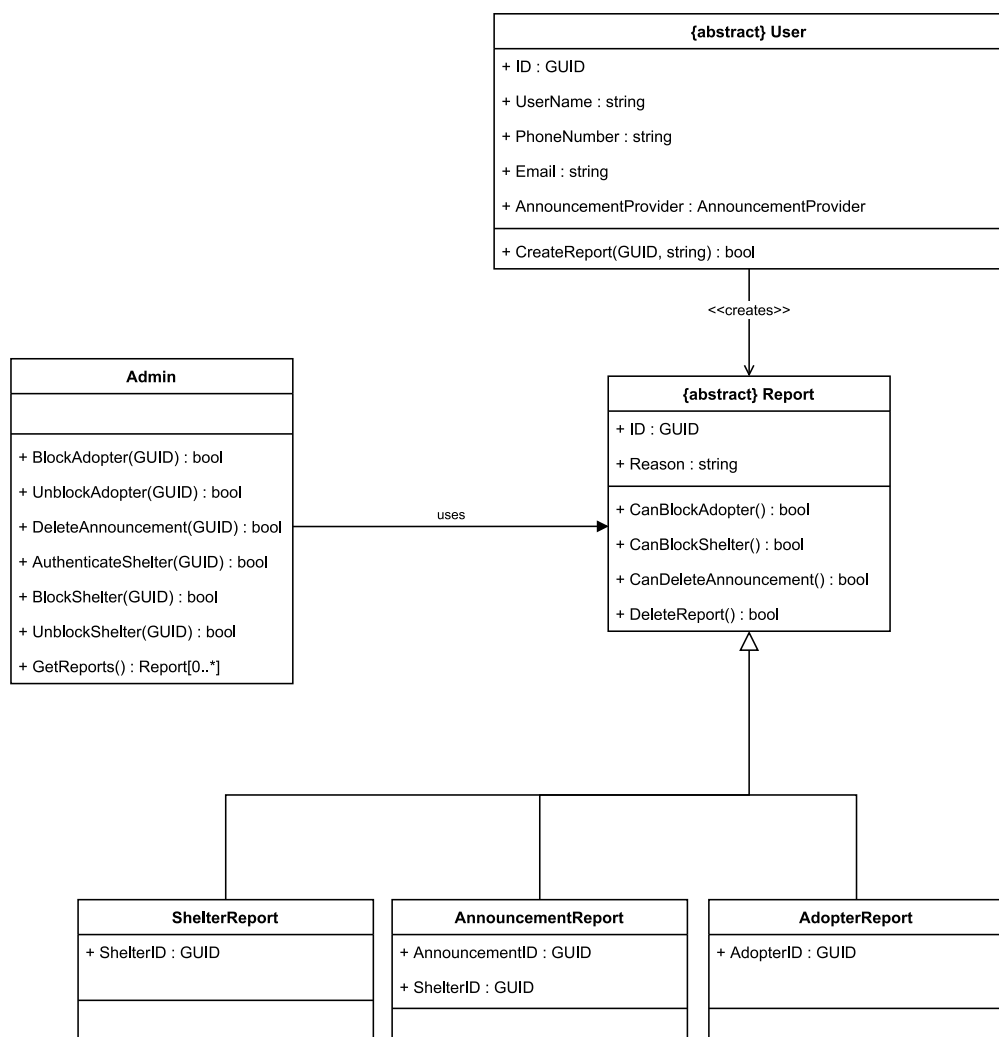 {abstract} User
+ ID : GUID
+ UserName : string
+ PhoneNumber : string
+ Email : string
+ AnnouncementProvider : AnnouncementProvider
+ CreateReport(GUID, string) : bool
<<creates>>
Admin
+ BlockAdopter(GUID) : bool
+ UnblockAdopter(GUID) : bool
+ DeleteAnnouncement(GUID) : bool
+ AuthenticateShelter(GUID) : bool
+ BlockShelter(GUID) : bool
+ UnblockShelter(GUID) : bool
+ GetReports() : Report[0..*]
uses
{abstract} Report
+ ID : GUID
+ Reason : string
+ CanBlockAdopter() : bool
+ CanBlockShelter() : bool
+ CanDeleteAnnouncement() : bool
+ DeleteReport() : bool
ShelterReport
+ ShelterID : GUID
AnnouncementReport
+ AnnouncementID : GUID
+ ShelterID : GUID
AdopterReport
+ AdopterID : GUID